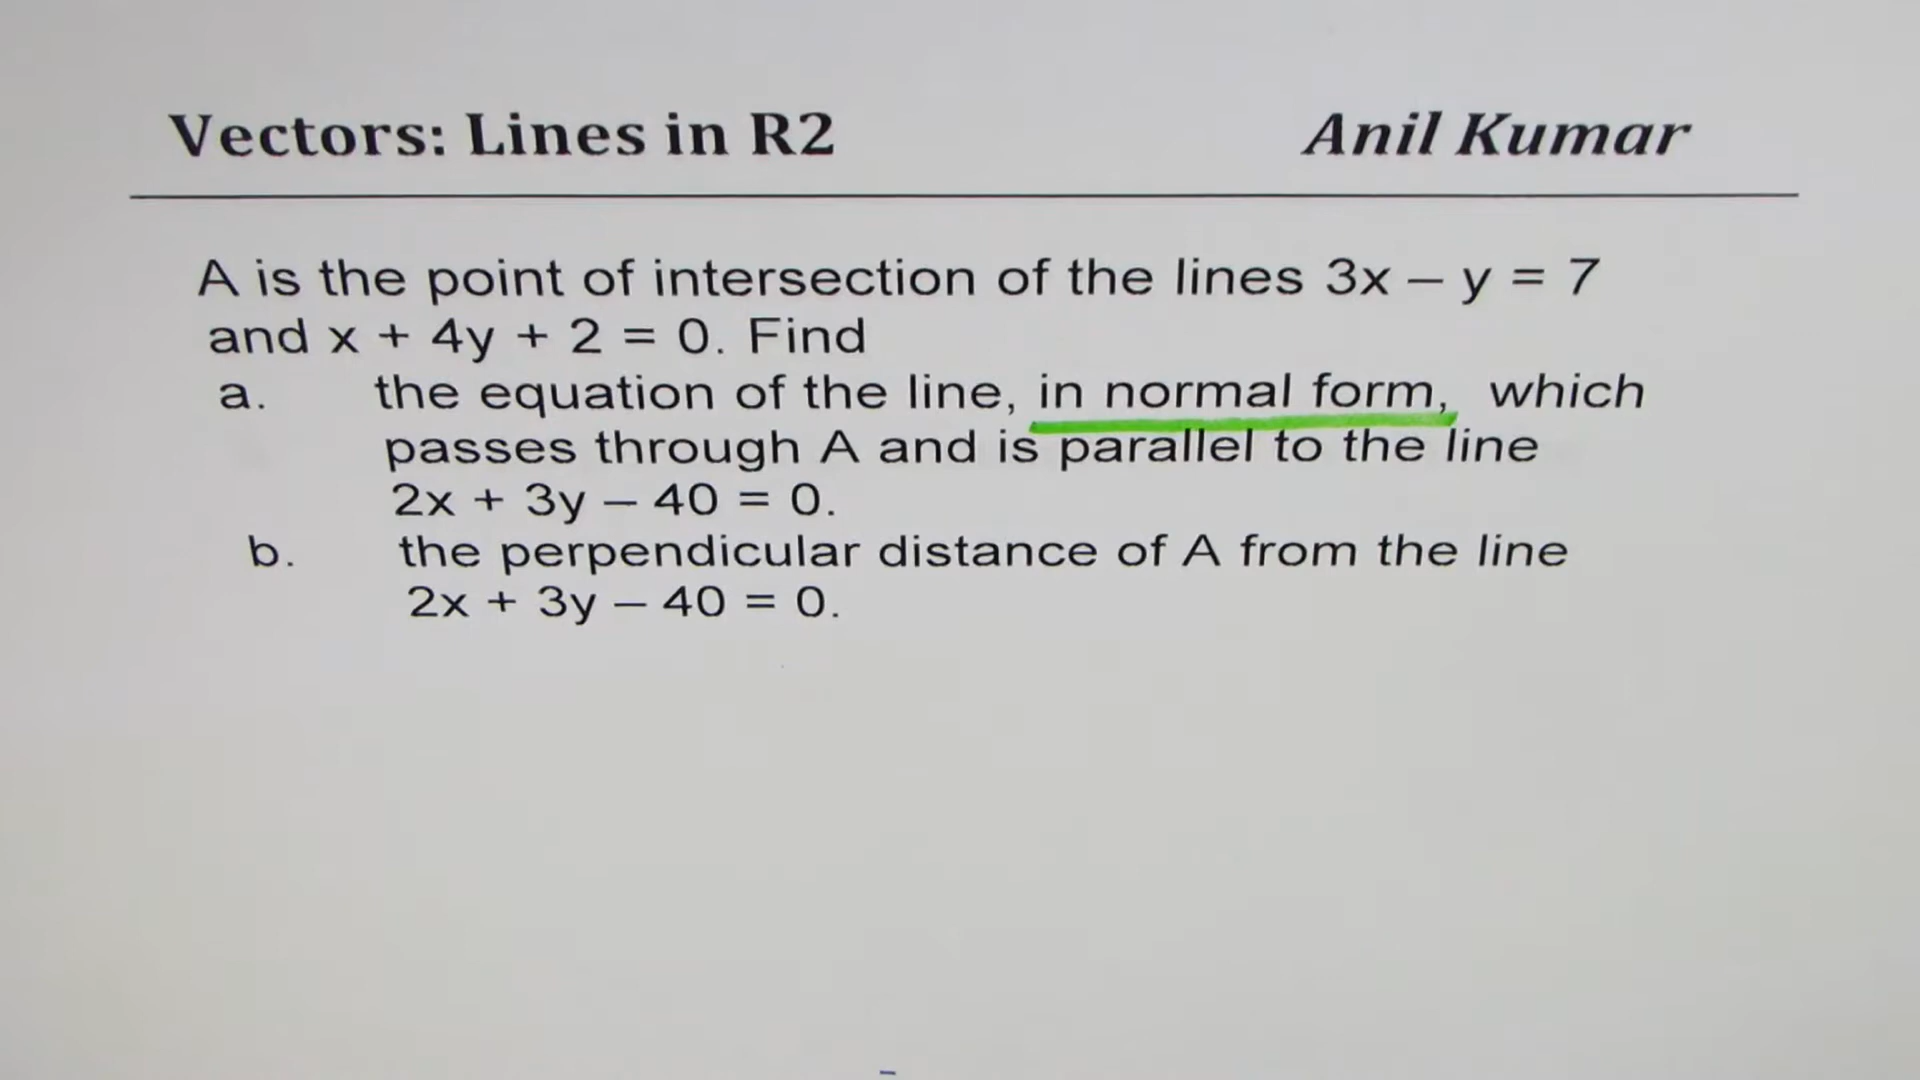 Vectors: Lines in R2 Anil Kumar
A is the point of intersection of the lines 3x – y = 7
and x + 4y + 2 = 0. Find
a. the equation of the line, in normal form, which
passes through A and is parallel to the line
2x + 3y – 40 = 0.
b. the perpendicular distance of A from the line
2x + 3y – 40 = 0.